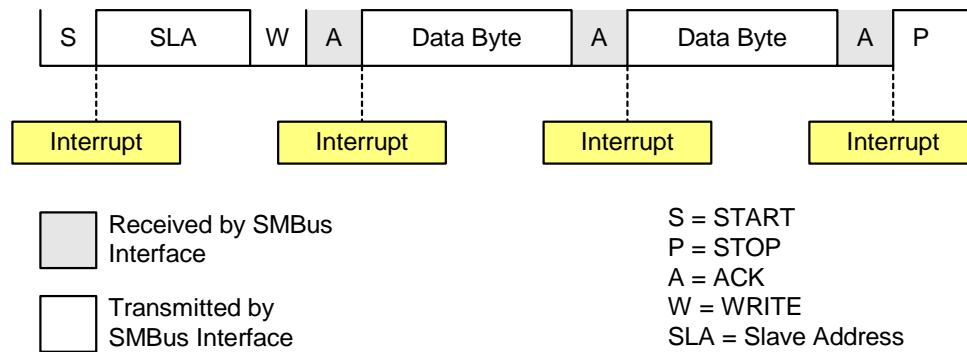 S SLA W A Data Byte A Data Byte A P
Interrupt Interrupt Interrupt Interrupt
Received by SMBus
Interface
Transmitted by
SMBus Interface
S = START
P = STOP
A = ACK
W = WRITE
SLA = Slave Address